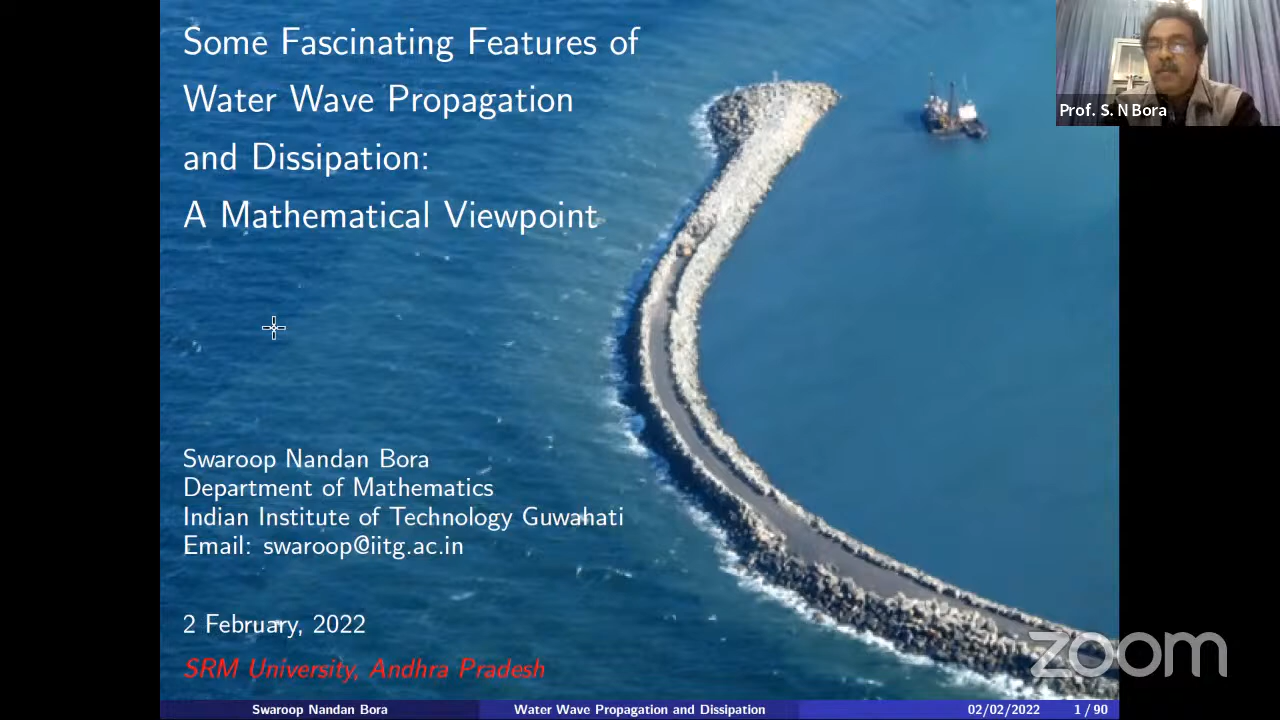 Some Fascinating Features of
Water Wave Propagation
and Dissipation:
A Mathematical Viewpoint
Prof. S. N Bora
Swaroop Nandan Bora
Department of Mathematics
Indian Institute of Technology Guwahati
Email: swaroop@iitg.ac.in
2 February, 2022
SRM University, Andhra Pradesh
zoom
Swaroop Nandan Bora Water Wave Propagation and Dissipation 02/02/2022 1 / 90